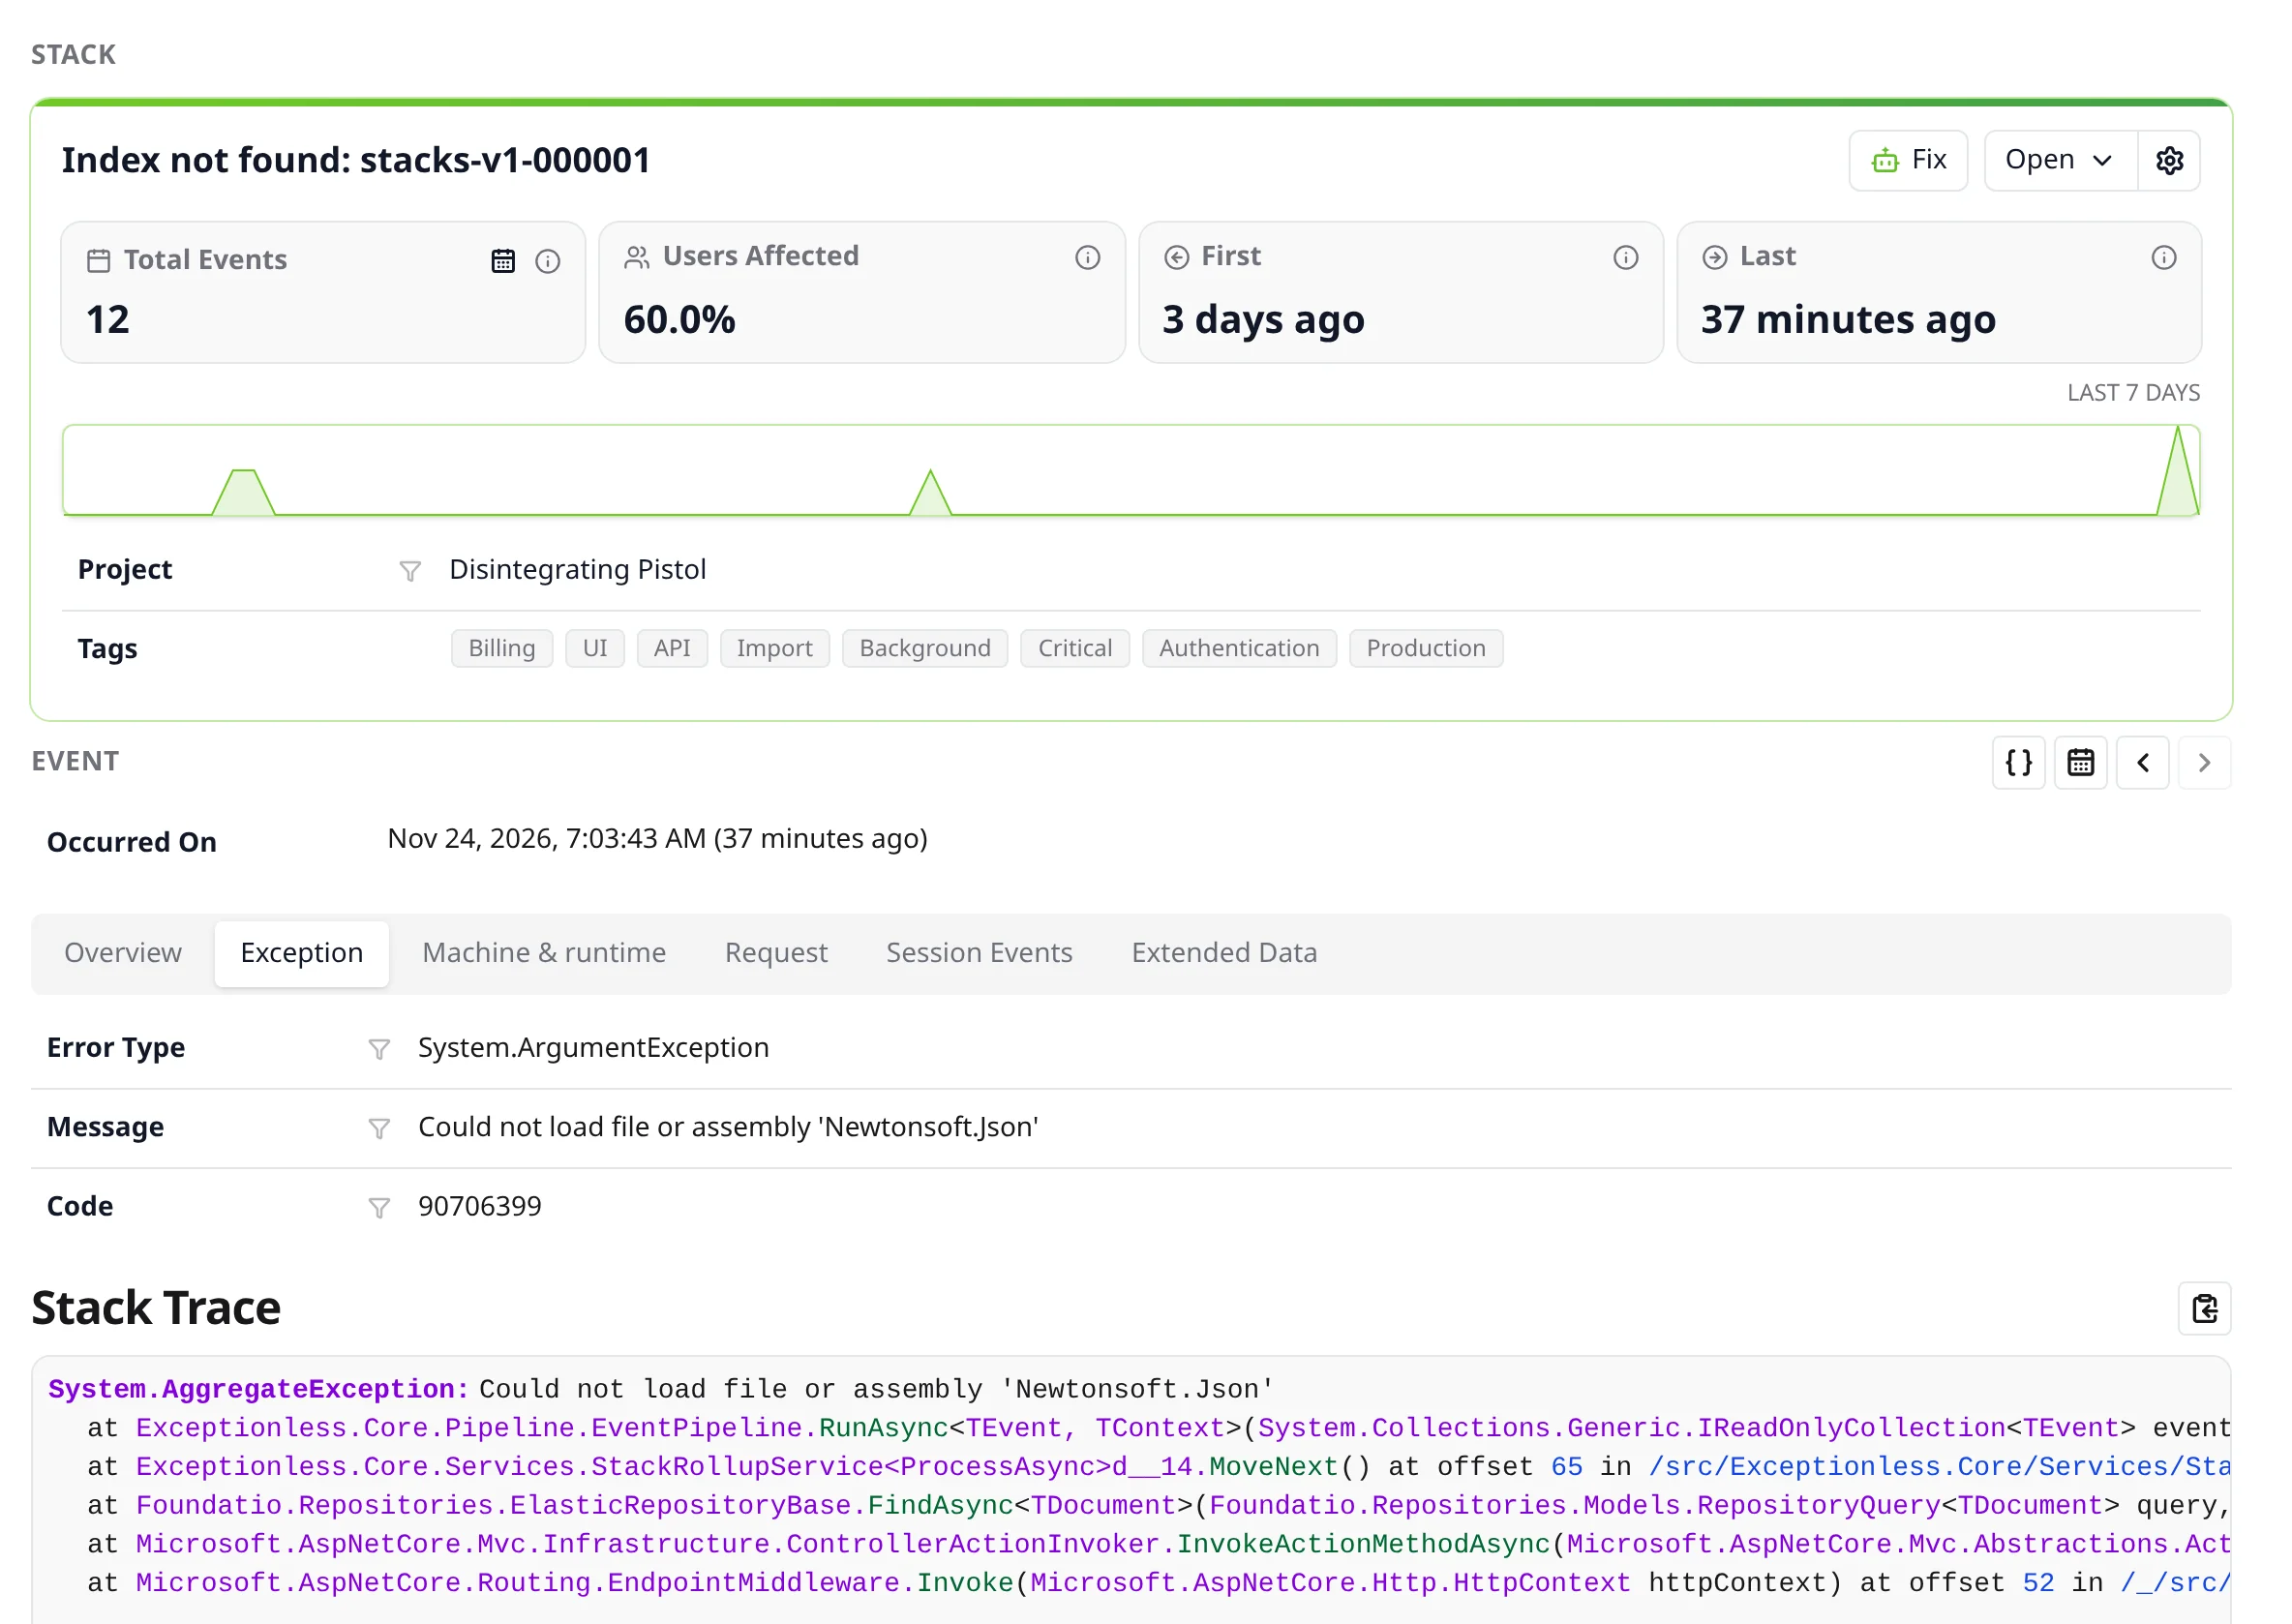 STACK
Index not found: stacks-v1-000001
Fix
Open
Total Events
Users Affected
First
Last
12
60.0%
3 days ago
37 minutes ago
LAST 7 DAYS
Project
Disintegrating Pistol
Tags
Billing
UI
API
Import
Background
Critical
Authentication
Production
EVENT
Occurred On
Nov 24, 2026, 7:03:43 AM (37 minutes ago)
Overview
Exception
Machine & runtime
Request
Session Events
Extended Data
Error Type
System.ArgumentException
Message
Could not load file or assembly 'Newtonsoft.Json'
Code
90706399
Stack Trace
System.AggregateException: Could not load file or assembly 'Newtonsoft.Json'
at Exceptionless.Core.Pipeline.EventPipeline.RunAsync<TEvent, TContext>(System.Collections.Generic.IReadOnlyCollection<TEvent> event
at Exceptionless.Core.Services.StackRollupService<ProcessAsync>d__14.MoveNext() at offset 65 in /src/Exceptionless.Core/Services/Sta
at Foundatio.Repositories.ElasticRepositoryBase.FindAsync<TDocument>(Foundatio.Repositories.Models.RepositoryQuery<TDocument> query,
at Microsoft.AspNetCore.Mvc.Infrastructure.ControllerActionInvoker.InvokeActionMethodAsync(Microsoft.AspNetCore.Mvc.Abstractions.Act
at Microsoft.AspNetCore.Routing.EndpointMiddleware.Invoke(Microsoft.AspNetCore.Http.HttpContext httpContext) at offset 52 in /_/src/